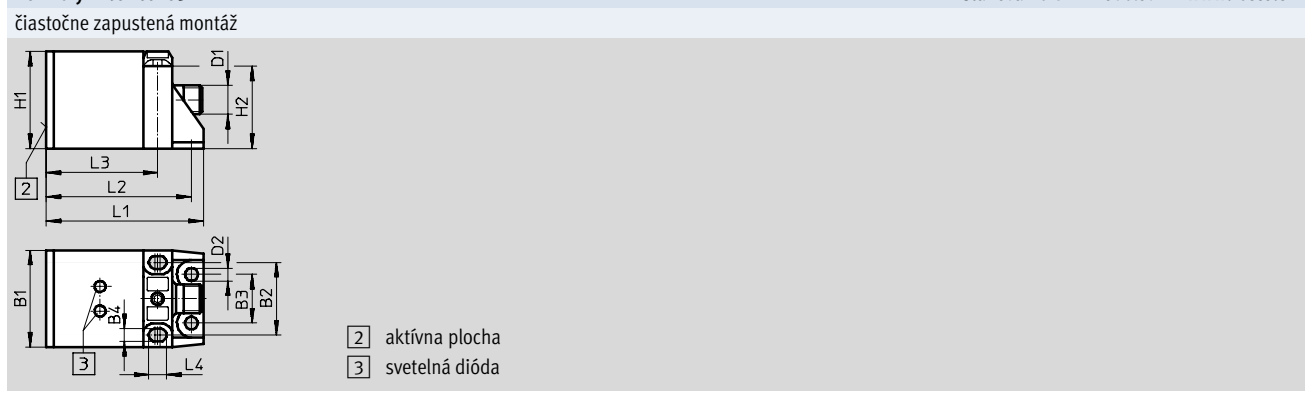 čiastočne zapustená montáž
H1
D1
H2
L3
2
L2
L1
D2
B1
B4
B3
B2
3
L4
2 aktívna plocha
3 svetelná dióda